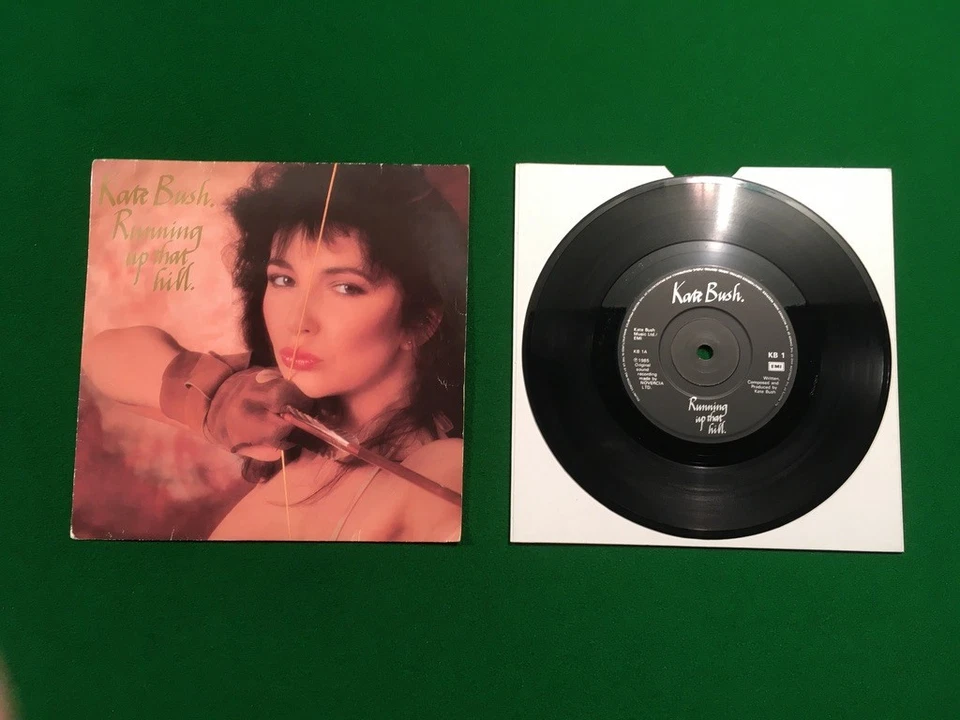 Kate Bush.
Running
up that
hill.
Kate Bush.
Kate Bush
Music Ltd./
EMI
KB 1A
℗1985
Original
sound
recording
made by
NOVERCIA
LTD.
KB 1
EMI
Written,
Composed and
Produced by
Kate Bush
Running
up that
hill.